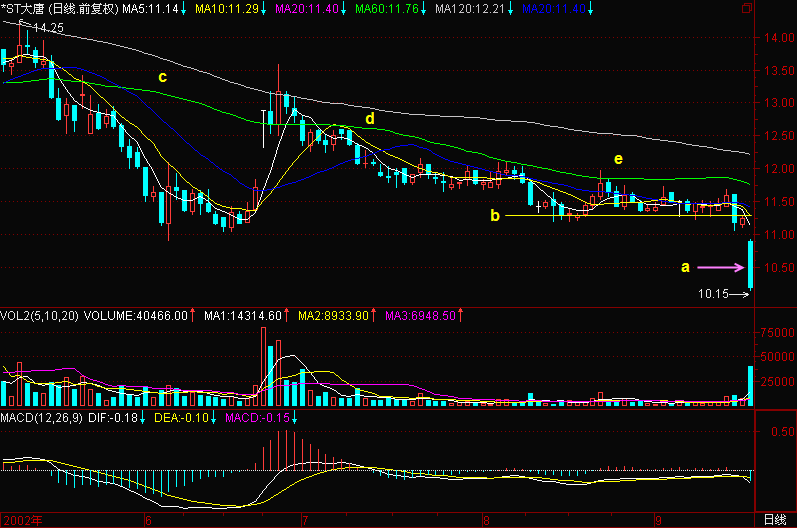 *ST大唐 (日线.前复权) MA5:11.14↓ MA10:11.29↓ MA20:11.40↓ MA60:11.76↓ MA120:12.21↓ MA20:11.40↓
14.25
14.00
13.50
c
13.00
d
12.50
e
12.00
11.50
b
11.00
a
10.50
10.15
VOL2(5,10,20) VOLUME:40466.00↑ MA1:14314.60↑ MA2:8933.90↑ MA3:6948.50↑
75000
50000
25000
MACD(12,26,9) DIF:-0.18↓ DEA:-0.10↓ MACD:-0.15↓
0.50
2002年 6 7 8 9 日线